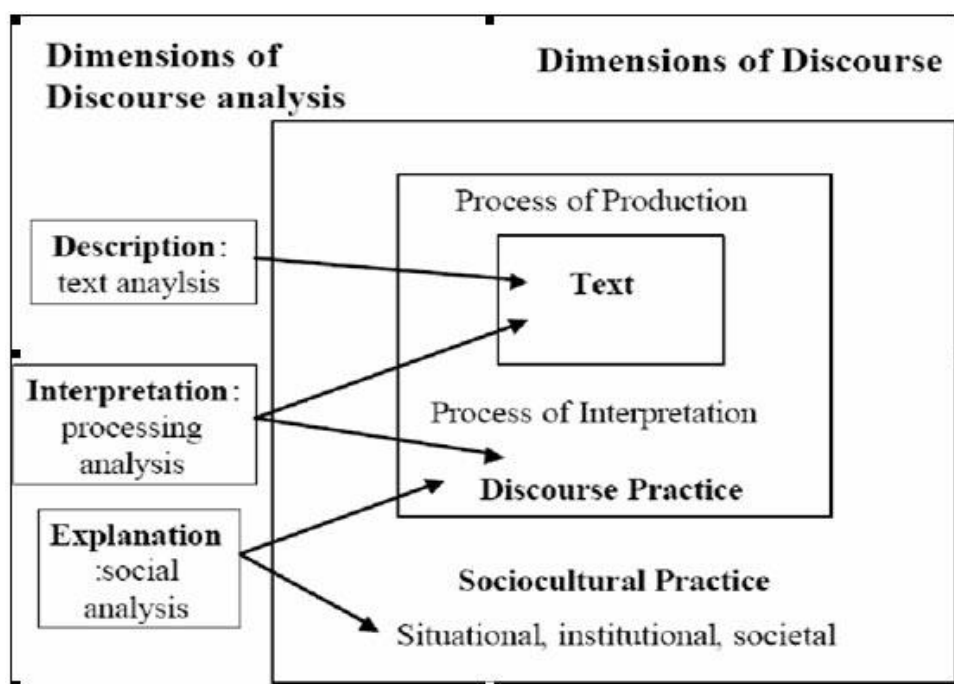 Dimensions of
Discourse analysis
Dimensions of Discourse
Description:
text anaylsis
Interpretation:
processing
analysis
Explanation
:social
analysis
Process of Production
Text
Process of Interpretation
Discourse Practice
Sociocultural Practice
Situational, institutional, societal